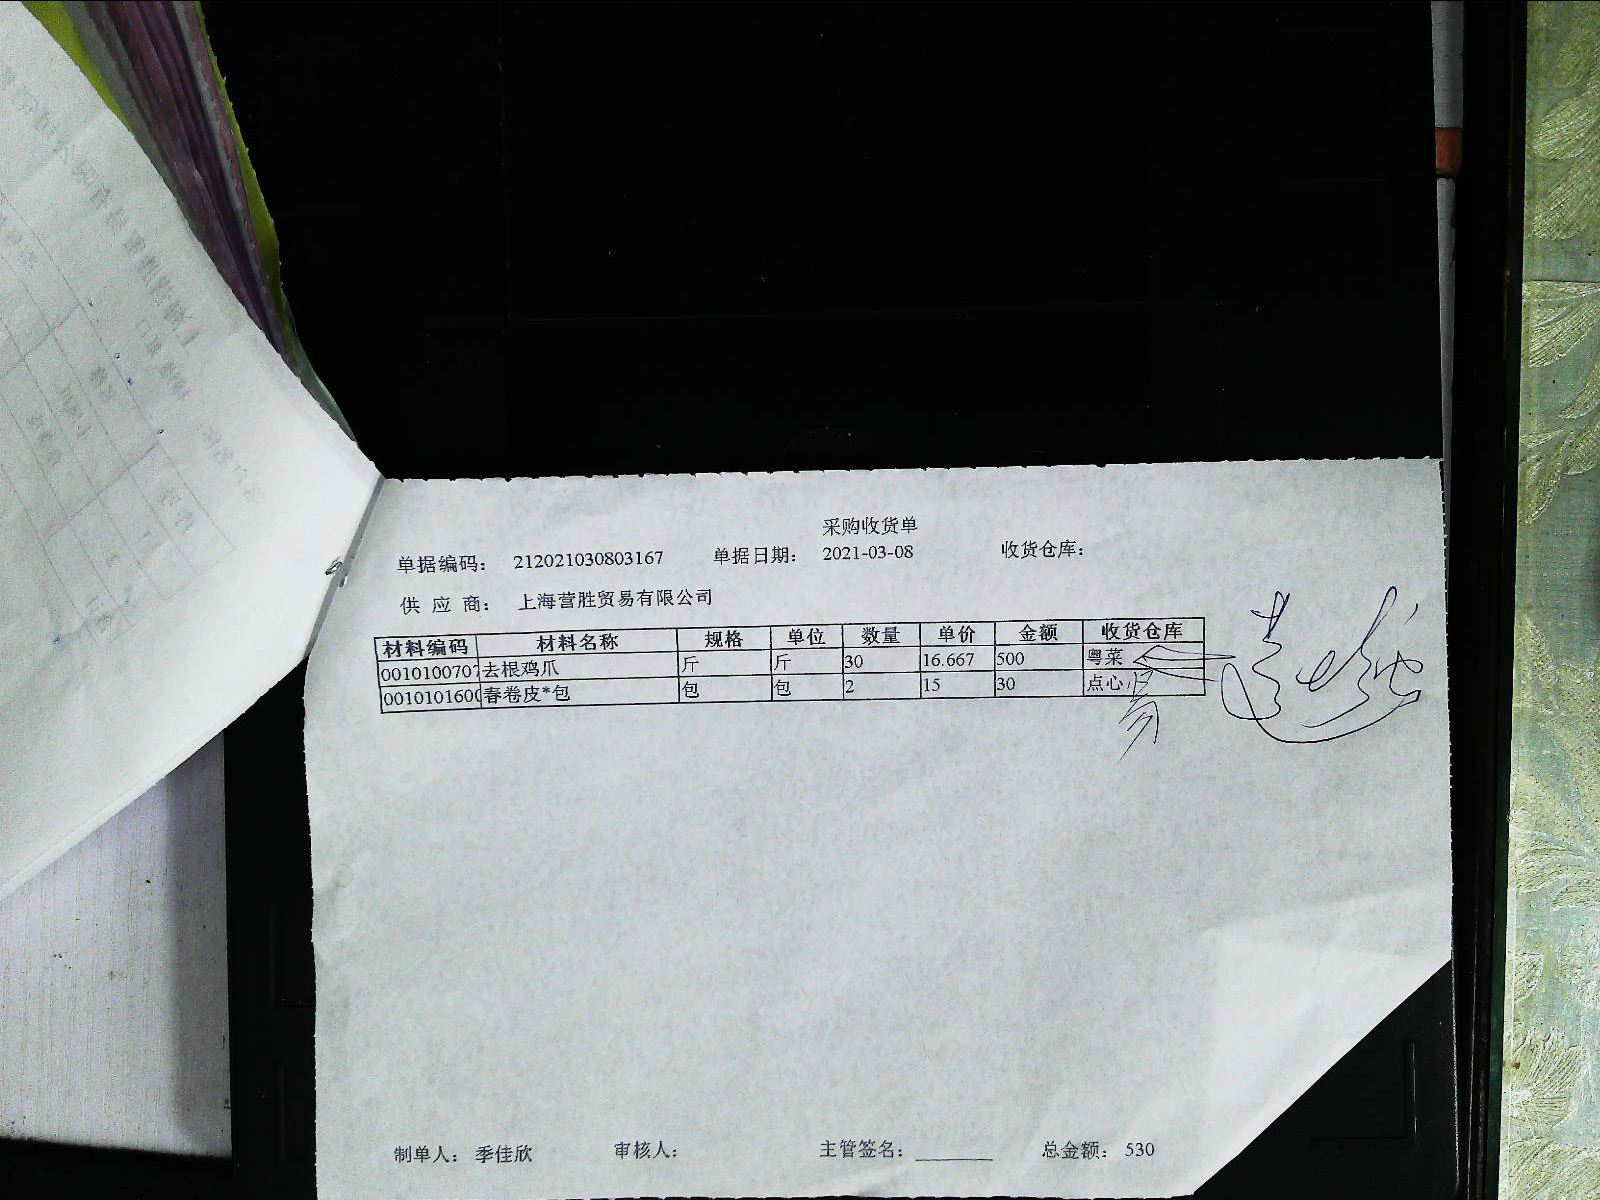 采购收货单
单据编码： 212021030803167 单据日期： 2021-03-08 收货仓库：
供 应 商： 上海营胜贸易有限公司
材料编码 材料名称 规格 单位 数量 单价 金额 收货仓库
0010100707 去根鸡爪 斤 斤 30 16.667 500 粤菜
0010101600 春卷皮*包 包 包 2 15 30 点心
制单人： 季佳欣 审核人： 主管签名： 总金额： 530